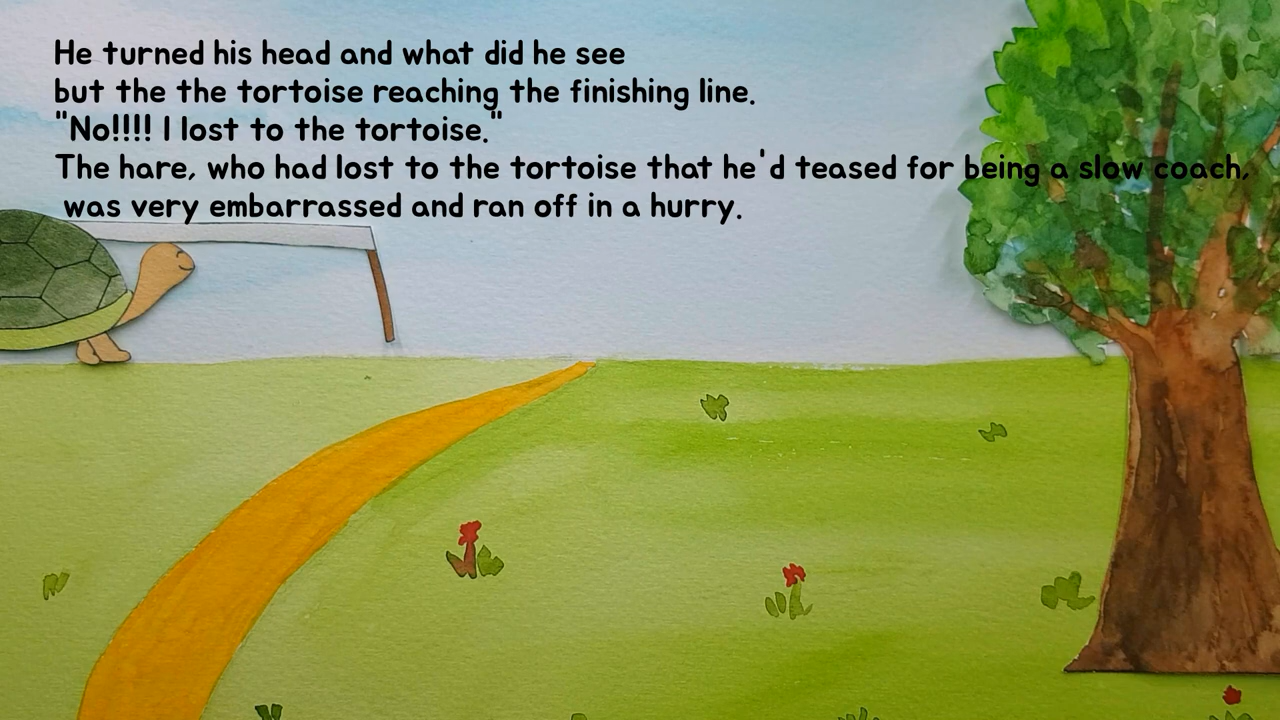 He turned his head and what did he see
but the the tortoise reaching the finishing line.
"No!!!! I lost to the tortoise."
The hare, who had lost to the tortoise that he'd teased for being a slow coach,
was very embarrassed and ran off in a hurry.